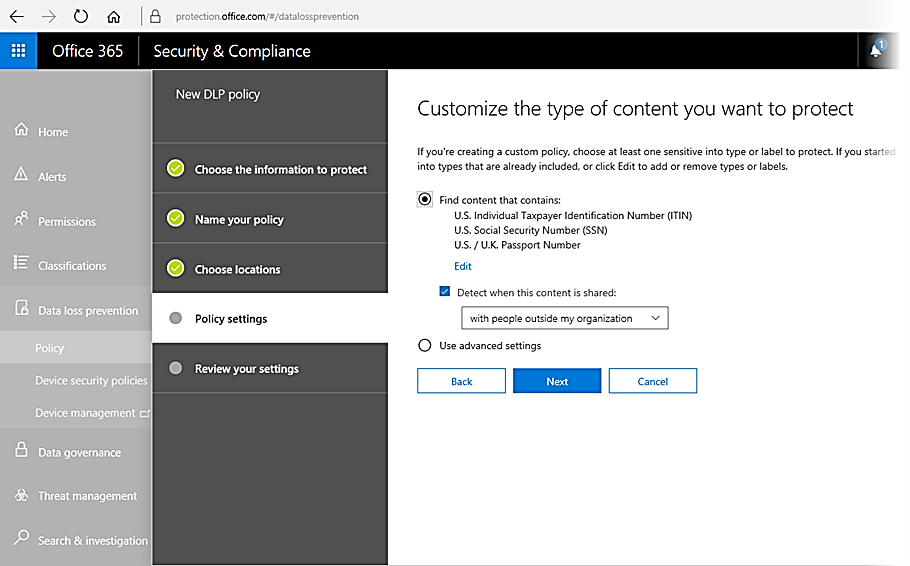 protection.office.com/#/datalossprevention
Office 365
Security & Compliance
1
Home
Alerts
Permissions
Classifications
Data loss prevention
Policy
Device security policies
Device management
Data governance
Threat management
Search & investigation
New DLP policy
Choose the information to protect
Name your policy
Choose locations
Policy settings
Review your settings
Customize the type of content you want to protect
If you're creating a custom policy, choose at least one sensitive into type or label to protect. If you started
into types that are already included, or click Edit to add or remove types or labels.
Find content that contains:
U.S. Individual Taxpayer Identification Number (ITIN)
U.S. Social Security Number (SSN)
U.S. / U.K. Passport Number
Edit
Detect when this content is shared:
with people outside my organization
Use advanced settings
Back
Next
Cancel